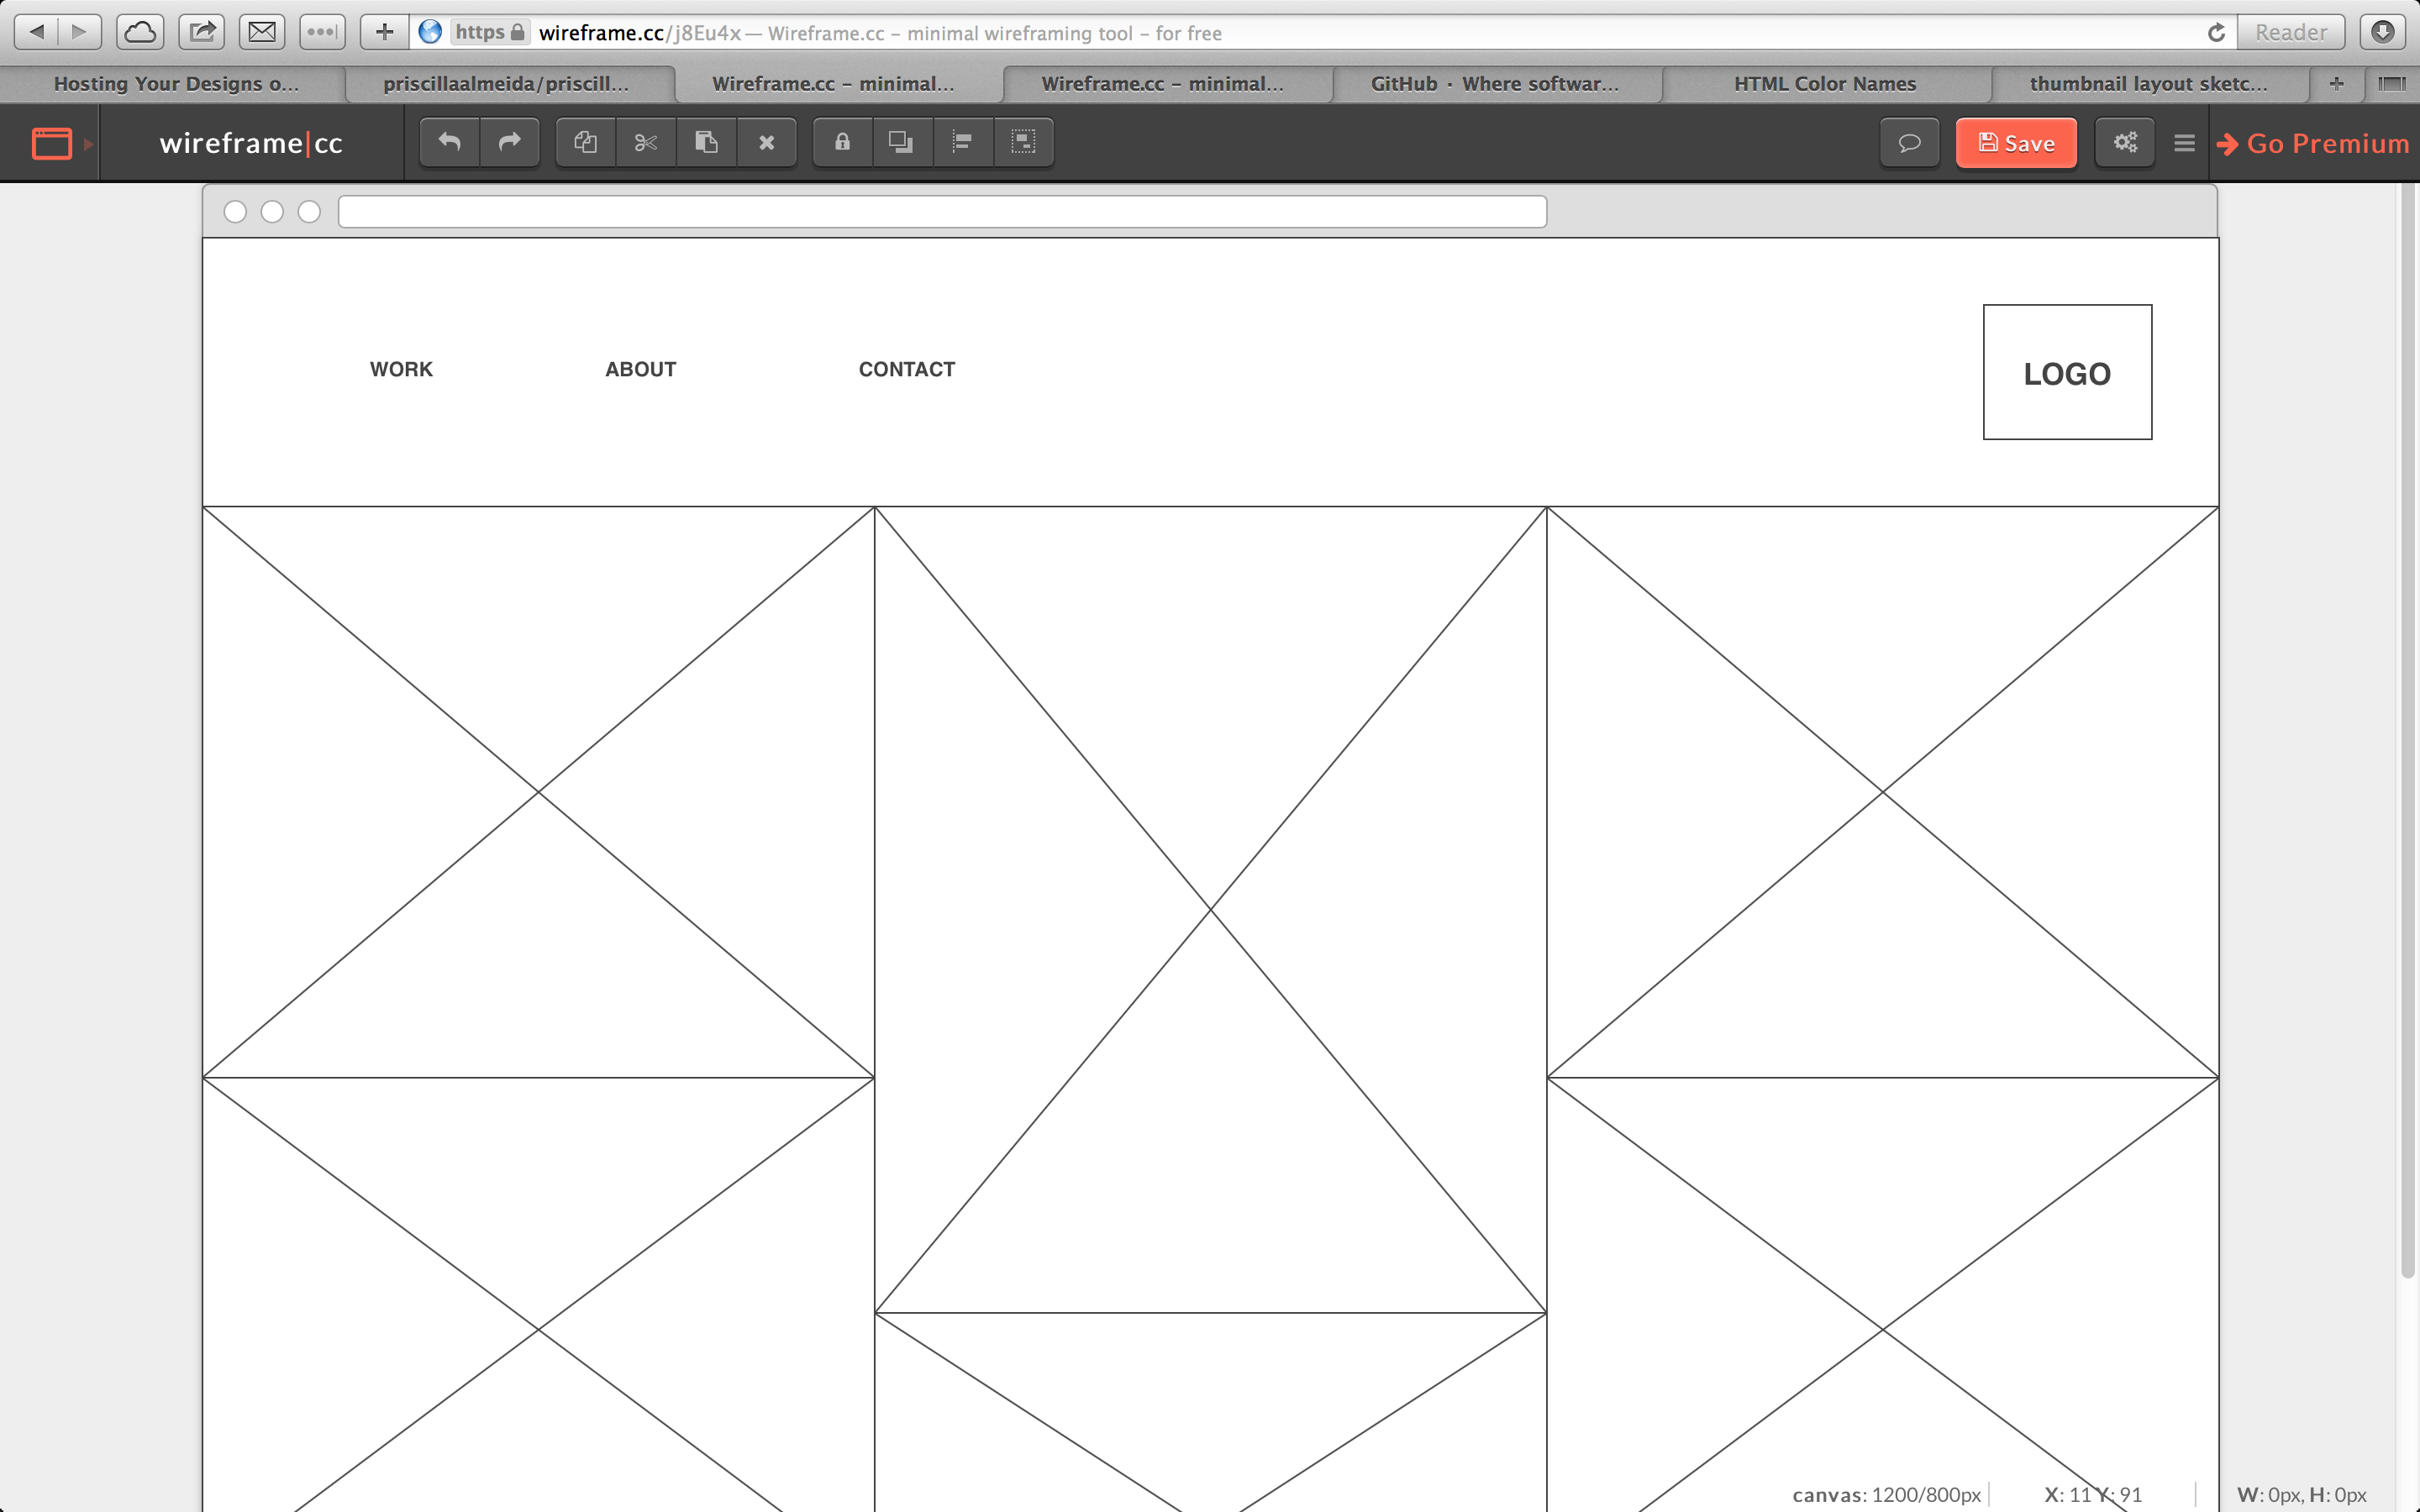 https wireframe.cc/j8Eu4x — Wireframe.cc – minimal wireframing tool – for free Reader
Hosting Your Designs o... priscillaalmeida/priscill... Wireframe.cc – minimal... Wireframe.cc – minimal... GitHub · Where softwar... HTML Color Names thumbnail layout sketc...
wireframe|cc Save Go Premium
WORK ABOUT CONTACT LOGO
canvas: 1200/800px X: 11 Y: 91 W: 0px, H: 0px